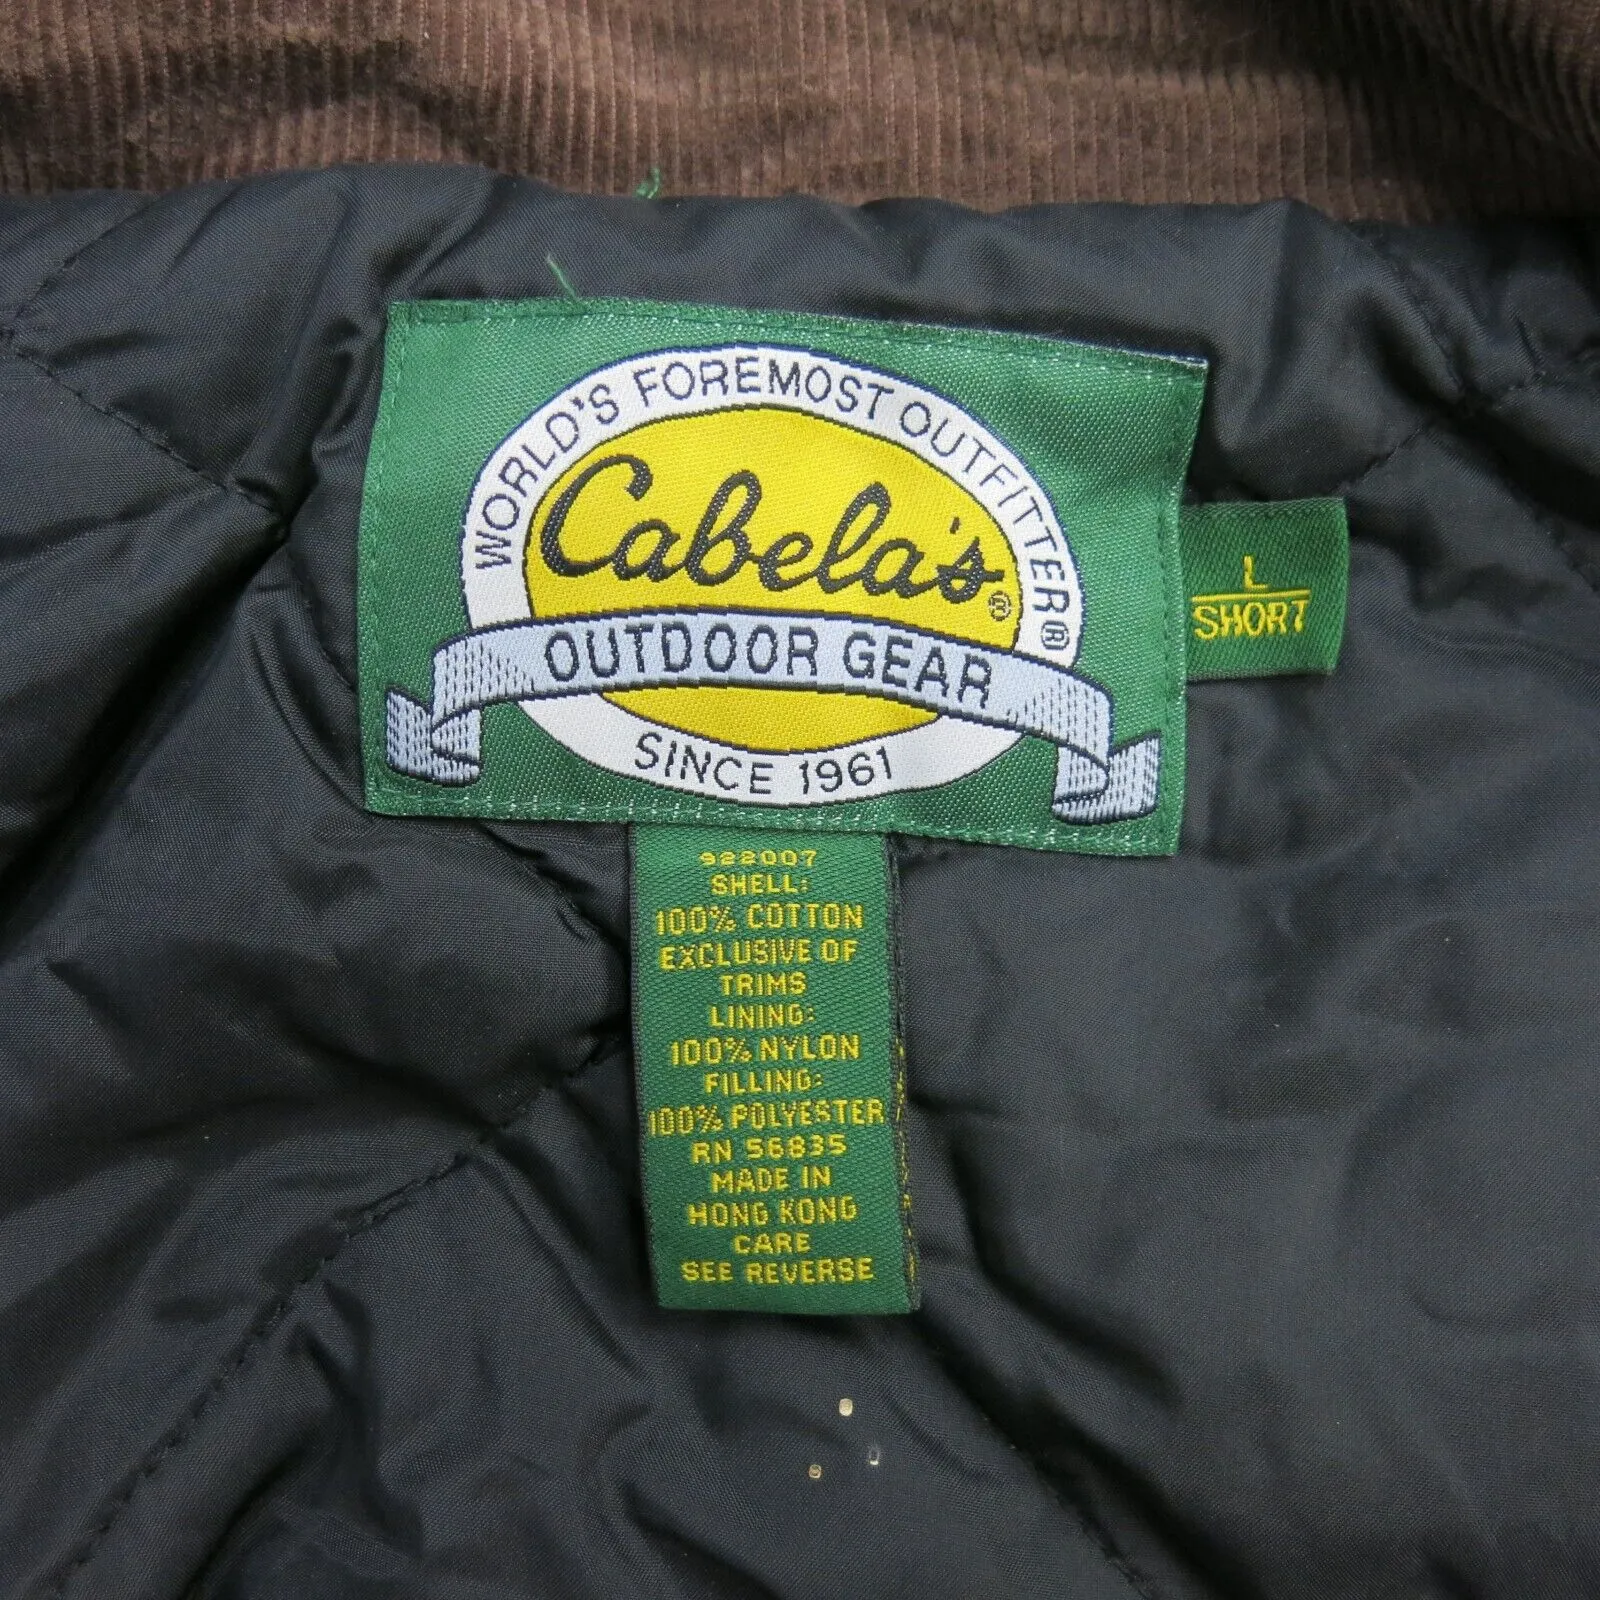 WORLD'S FOREMOST OUTFITTER®
Cabela's®
OUTDOOR GEAR
SINCE 1961
L
SHORT
922007
SHELL:
100% COTTON
EXCLUSIVE OF
TRIMS
LINING:
100% NYLON
FILLING:
100% POLYESTER
RN 56835
MADE IN
HONG KONG
CARE
SEE REVERSE